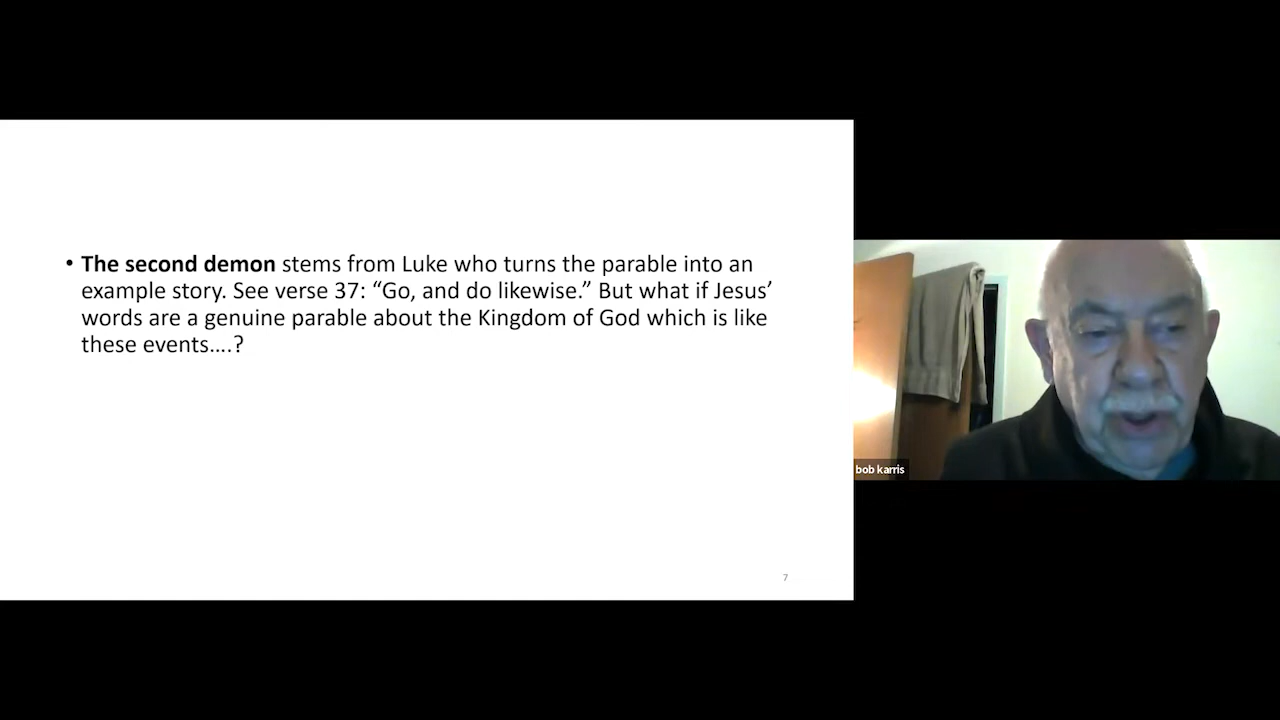 • The second demon stems from Luke who turns the parable into an
example story. See verse 37: “Go, and do likewise.” But what if Jesus’
words are a genuine parable about the Kingdom of God which is like
these events….?
7
bob karris